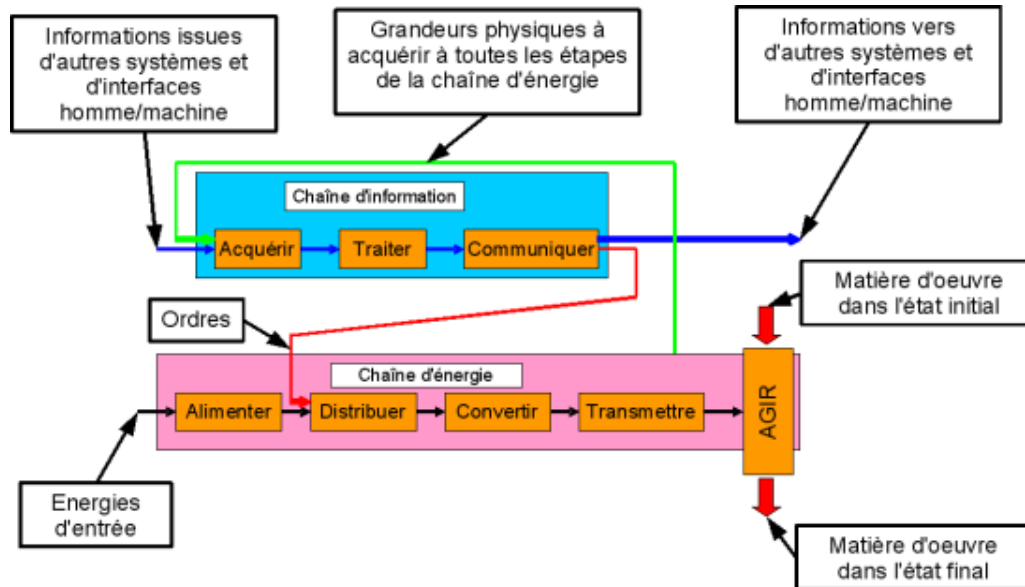 Informations issues
d'autres systèmes et
d'interfaces
homme/machine
Grandeurs physiques à
acquérir à toutes les étapes
de la chaîne d'énergie
Informations vers
d'autres systèmes et
d'interfaces
homme/machine
Chaîne d'information
Acquérir
Traiter
Communiquer
Ordres
Matière d'oeuvre
dans l'état initial
Chaîne d'énergie
Alimenter
Distribuer
Convertir
Transmettre
AGIR
Energies
d'entrée
Matière d'oeuvre
dans l'état final